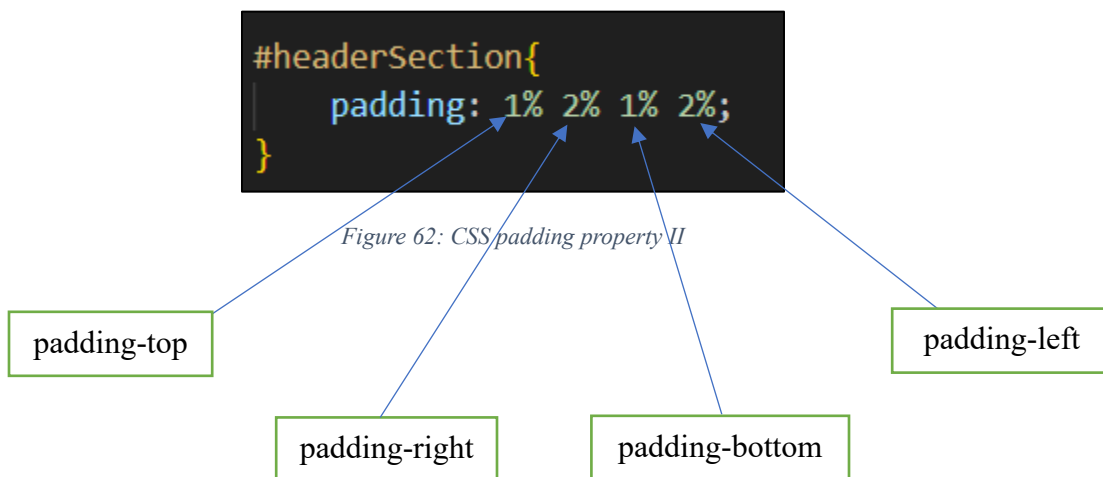 #headerSection{
padding: 1% 2% 1% 2%;
}
Figure 62: CSS padding property II
padding-top
padding-left
padding-right
padding-bottom